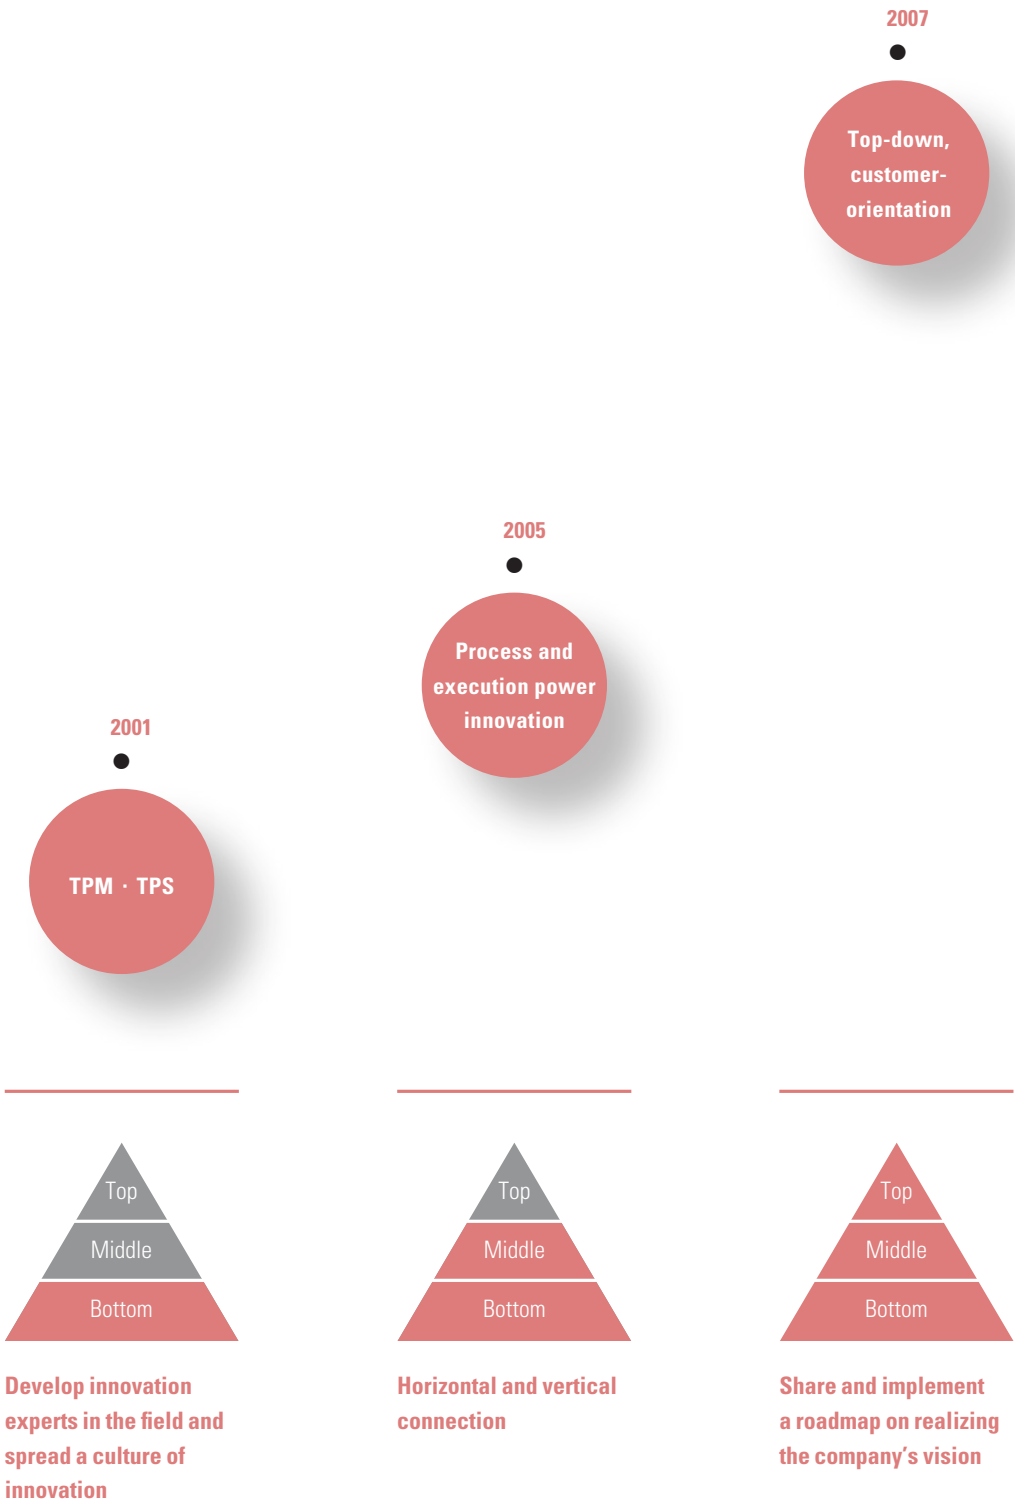 2007
Top-down,
customer-
orientation
2005
Process and
execution power
innovation
2001
TPM · TPS
Top
Middle
Bottom
Develop innovation
experts in the field and
spread a culture of
innovation
Top
Middle
Bottom
Horizontal and vertical
connection
Top
Middle
Bottom
Share and implement
a roadmap on realizing
the company’s vision